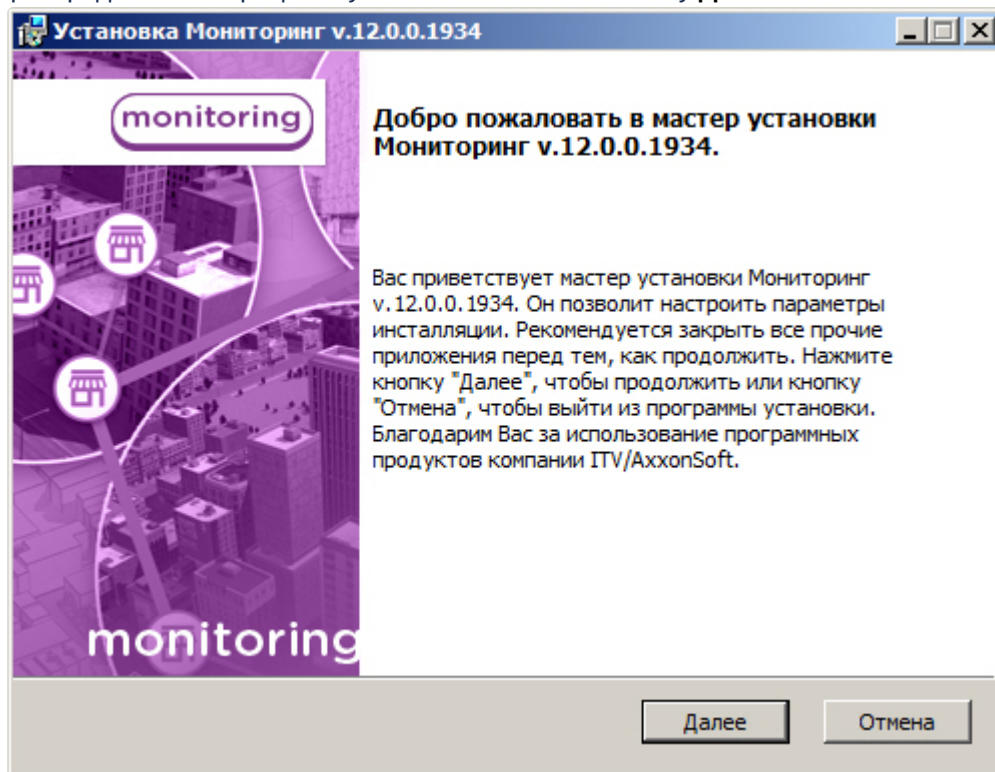 Установка Мониторинг v.12.0.0.1934
monitoring
Добро пожаловать в мастер установки
Мониторинг v.12.0.0.1934.
Вас приветствует мастер установки Мониторинг
v.12.0.0.1934. Он позволит настроить параметры
инсталляции. Рекомендуется закрыть все прочие
приложения перед тем, как продолжить. Нажмите
кнопку "Далее", чтобы продолжить или кнопку
"Отмена", чтобы выйти из программы установки.
Благодарим Вас за использование программных
продуктов компании ITV/AxxonSoft.
monitoring
Далее
Отмена